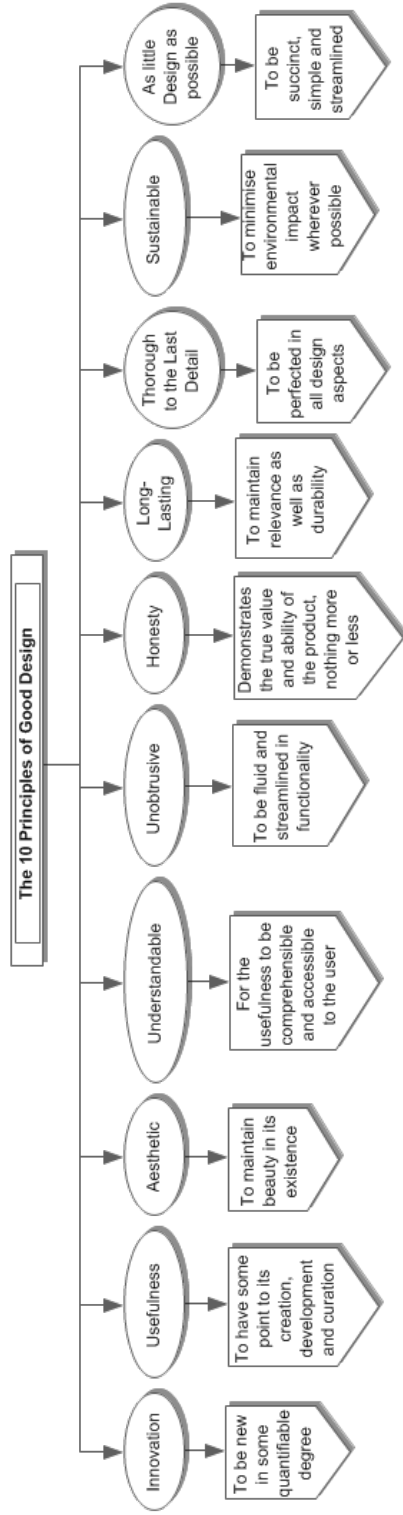 The 10 Principles of Good Design
Innovation
To be new
in some
quantifiable
degree
Usefulness
To have some
point to its
creation,
development
and curation
Aesthetic
To maintain
beauty in its
existence
Understandable
For the
usefulness to be
comprehensible
and accessible
to the user
Unobtrusive
To be fluid and
streamlined in
functionality
Honesty
Demonstrates
the true value
and ability of
the product,
nothing more
or less
Long-
Lasting
To maintain
relevance as
well as
durability
Thorough
to the Last
Detail
To be
perfected in
all design
aspects
Sustainable
To minimise
environmental
impact
wherever
possible
As little
Design as
possible
To be
succinct,
simple and
streamlined